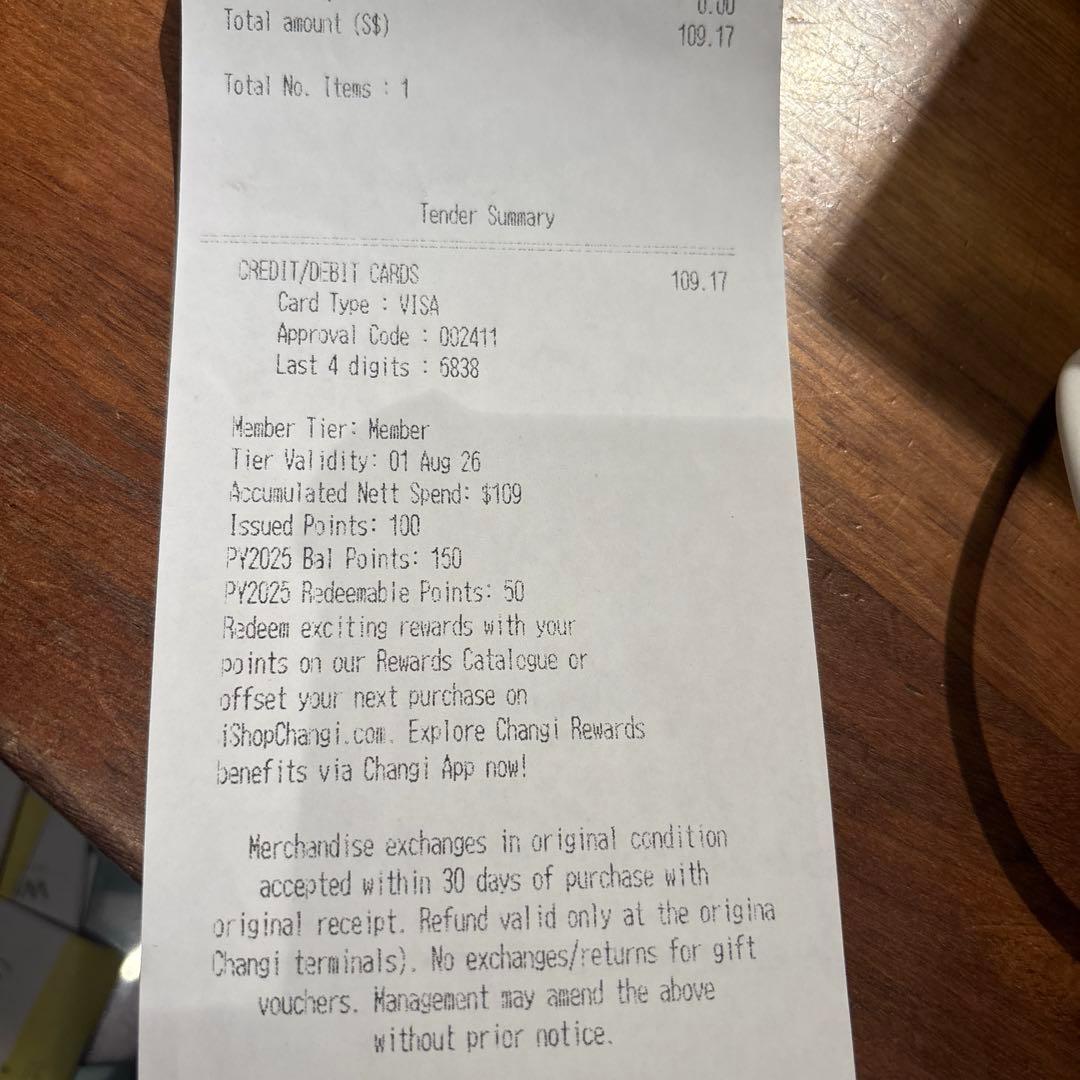 0.00
Total amount (S$) 109.17
Total No. Items : 1
Tender Summary
CREDIT/DEBIT CARDS 109.17
Card Type : VISA
Approval Code : 002411
Last 4 digits : 6838
Member Tier: Member
Tier Validity: 01 Aug 26
Accumulated Nett Spend: $109
Issued Points: 100
PY2025 Bal Points: 150
PY2025 Redeemable Points: 50
Redeem exciting rewards with your
points on our Rewards Catalogue or
offset your next purchase on
iShopChangi.com. Explore Changi Rewards
benefits via Changi App now!
Merchandise exchanges in original condition
accepted within 30 days of purchase with
original receipt. Refund valid only at the origina
Changi terminals). No exchanges/returns for gift
vouchers. Management may amend the above
without prior notice.